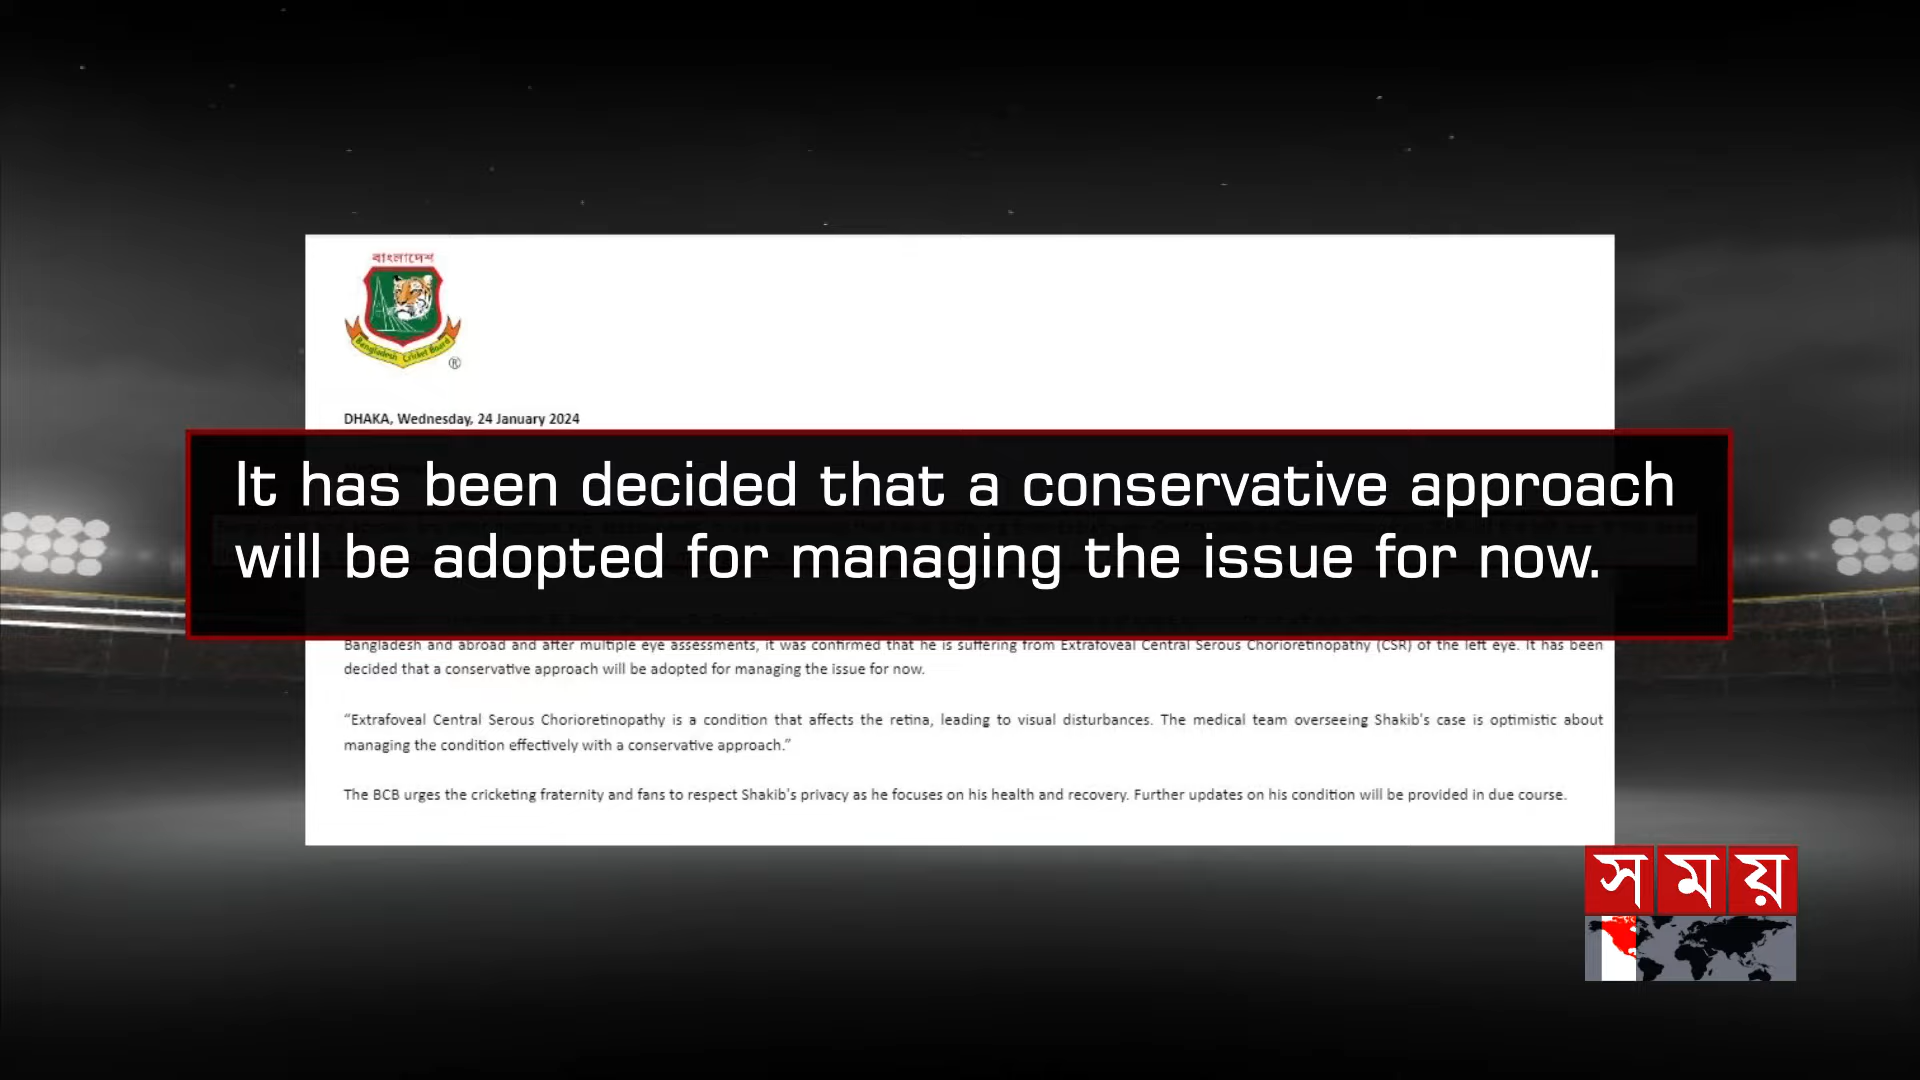 বাংলাদেশ
Bangladesh Cricket Board
®
DHAKA, Wednesday, 24 January 2024
It has been decided that a conservative approach
will be adopted for managing the issue for now.
Bangladesh and abroad and after multiple eye assessments, it was confirmed that he is suffering from Extrafoveal Central Serous Chorioretinopathy (CSR) of the left eye. It has been
decided that a conservative approach will be adopted for managing the issue for now.
“Extrafoveal Central Serous Chorioretinopathy is a condition that affects the retina, leading to visual disturbances. The medical team overseeing Shakib's case is optimistic about
managing the condition effectively with a conservative approach.”
The BCB urges the cricketing fraternity and fans to respect Shakib's privacy as he focuses on his health and recovery. Further updates on his condition will be provided in due course.
সময়